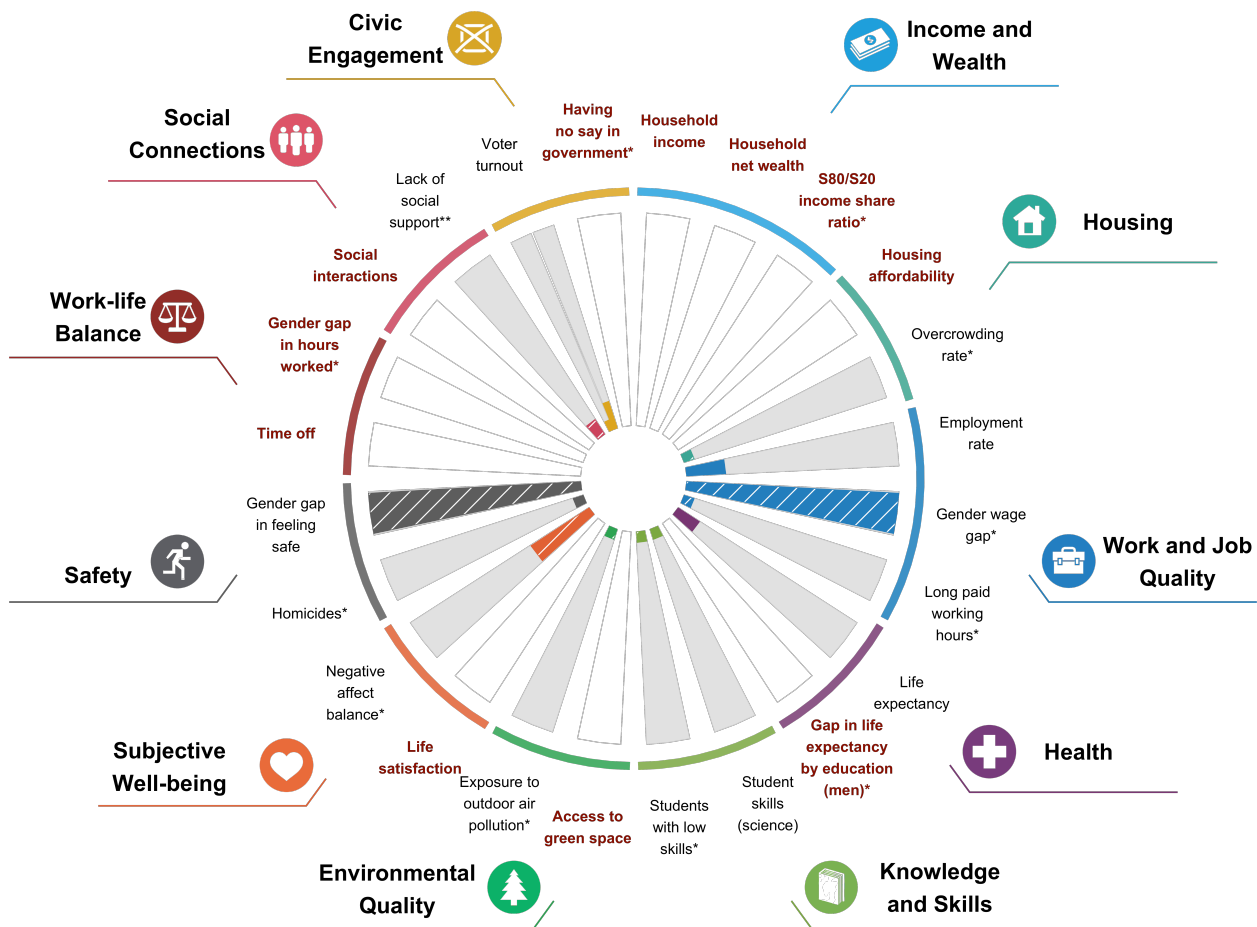 Civic
Engagement
Income and
Wealth
Social
Connections
Housing
Work-life
Balance
Safety
Work and Job
Quality
Subjective
Well-being
Health
Environmental
Quality
Knowledge
and Skills
Having
no say in
government*
Household
income
Household
net wealth
S80/S20
income share
ratio*
Housing
affordability
Overcrowding
rate*
Employment
rate
Gender wage
gap*
Long paid
working
hours*
Life
expectancy
Gap in life
expectancy
by education
(men)*
Student
skills
(science)
Students
with low
skills*
Access to
green space
Exposure to
outdoor air
pollution*
Life
satisfaction
Negative
affect
balance*
Homicides*
Gender gap
in feeling
safe
Time off
Gender gap
in hours
worked*
Social
interactions
Lack of
social
support**
Voter
turnout